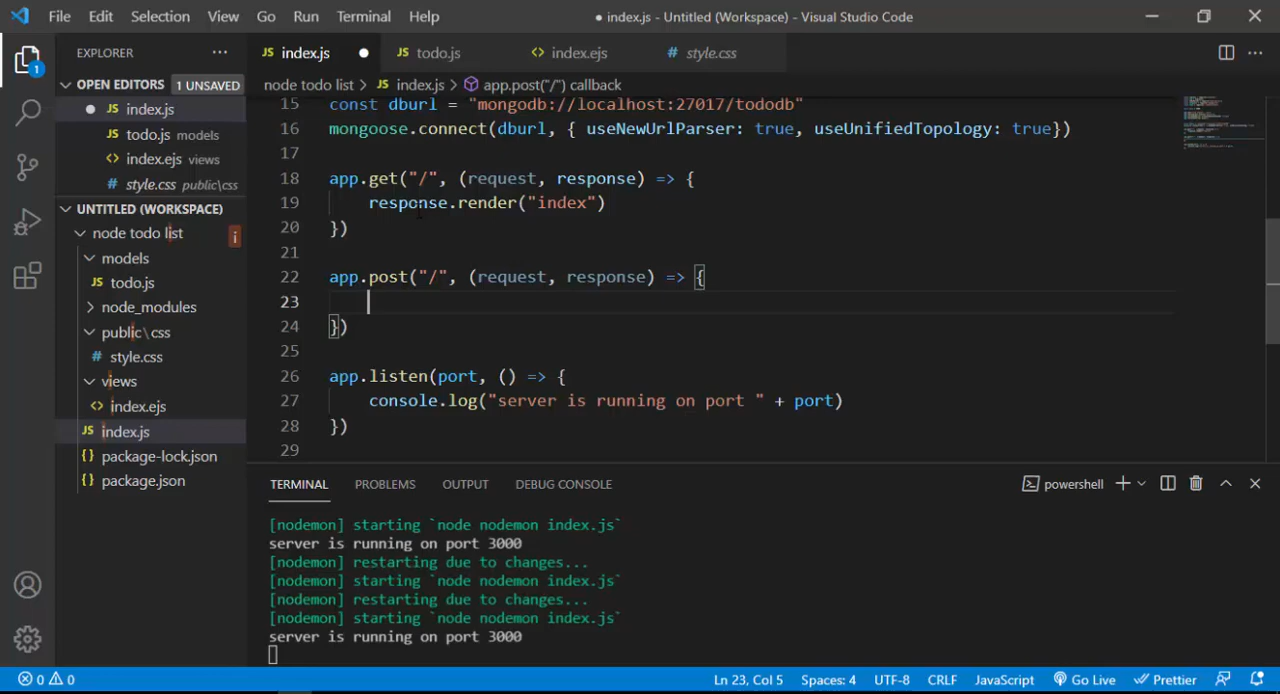 File Edit Selection View Go Run Terminal Help ● index.js - Untitled (Workspace) - Visual Studio Code
EXPLORER ···
JS index.js ●
JS todo.js
<> index.ejs
# style.css
OPEN EDITORS 1 UNSAVED
● JS index.js
JS todo.js models
<> index.ejs views
# style.css public\css
UNTITLED (WORKSPACE)
node todo list i
models
JS todo.js
node_modules
public\css
# style.css
views
<> index.ejs
JS index.js
{} package-lock.json
{} package.json
1
node todo list > JS index.js > app.post("/") callback
15 const dburl = "mongodb://localhost:27017/tododb"
16 mongoose.connect(dburl, { useNewUrlParser: true, useUnifiedTopology: true})
17
18 app.get("/", (request, response) => {
19 response.render("index")
20 })
21
22 app.post("/", (request, response) => {
23
24 })
25
26 app.listen(port, () => {
27 console.log("server is running on port " + port)
28 })
29
TERMINAL PROBLEMS OUTPUT DEBUG CONSOLE powershell
[nodemon] starting `node nodemon index.js`
server is running on port 3000
[nodemon] restarting due to changes...
[nodemon] starting `node nodemon index.js`
[nodemon] restarting due to changes...
[nodemon] starting `node nodemon index.js`
server is running on port 3000
0 0 Ln 23, Col 5 Spaces: 4 UTF-8 CRLF JavaScript Go Live Prettier